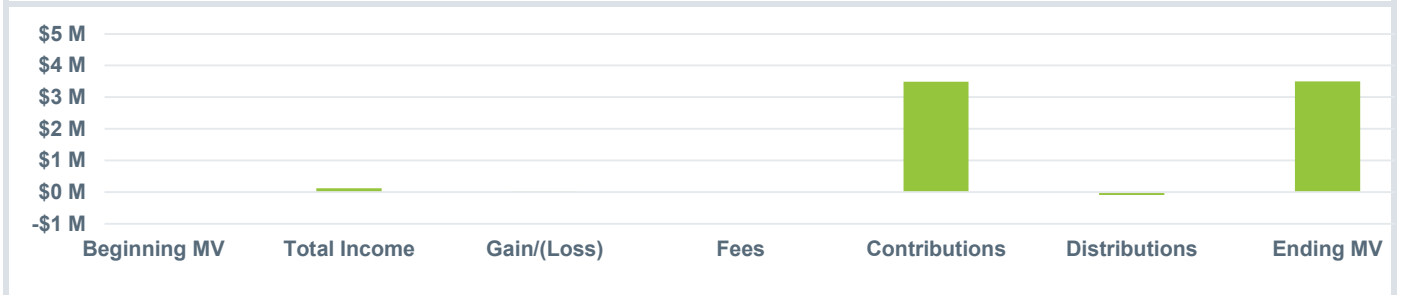 $5 M
$4 M
$3 M
$2 M
$1 M
$0 M
-$1 M
Beginning MV Total Income Gain/(Loss) Fees Contributions Distributions Ending MV